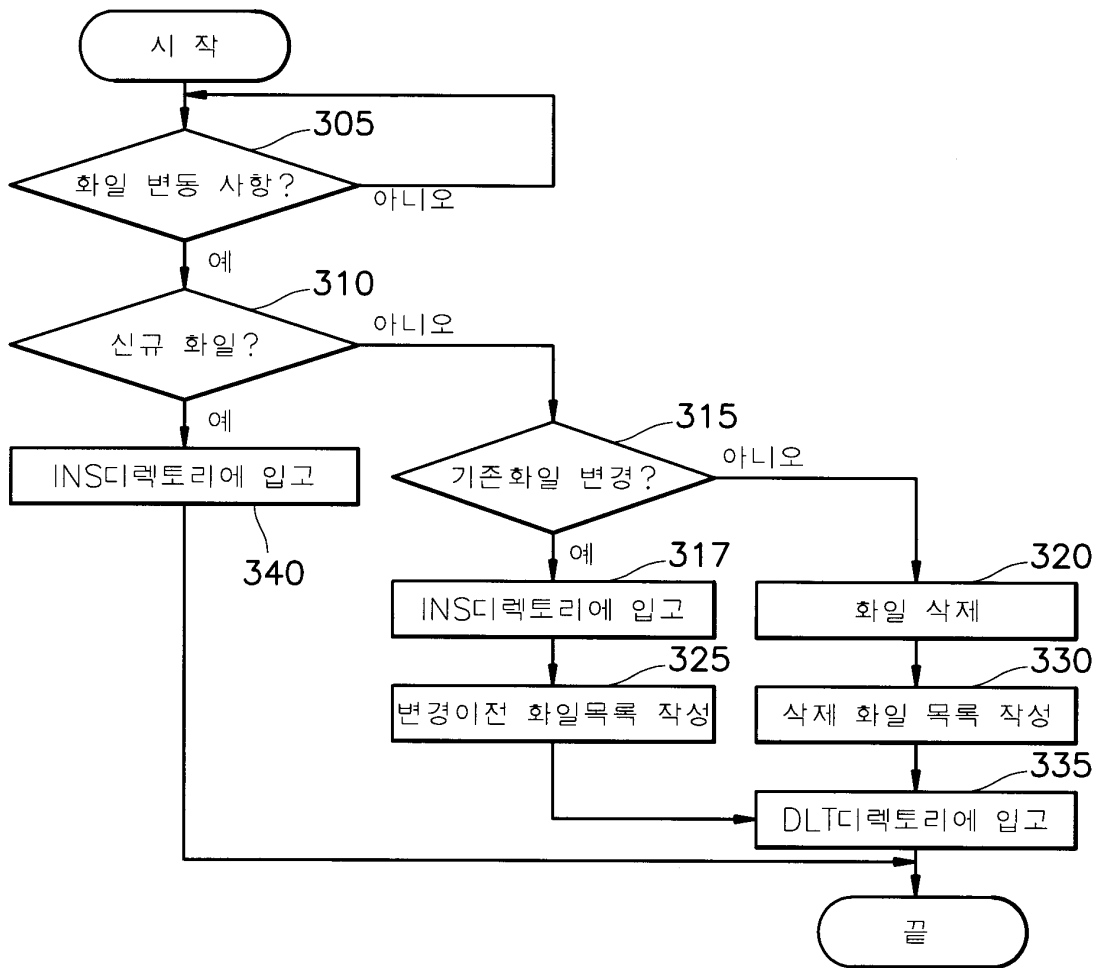 시 작
305
화일 변동 사항?
아니오
예
310
신규 화일?
아니오
예
315
INS디렉토리에 입고
기존화일 변경?
아니오
340
예
317
320
INS디렉토리에 입고
화일 삭제
325
330
변경이전 화일목록 작성
삭제 화일 목록 작성
335
DLT디렉토리에 입고
끝